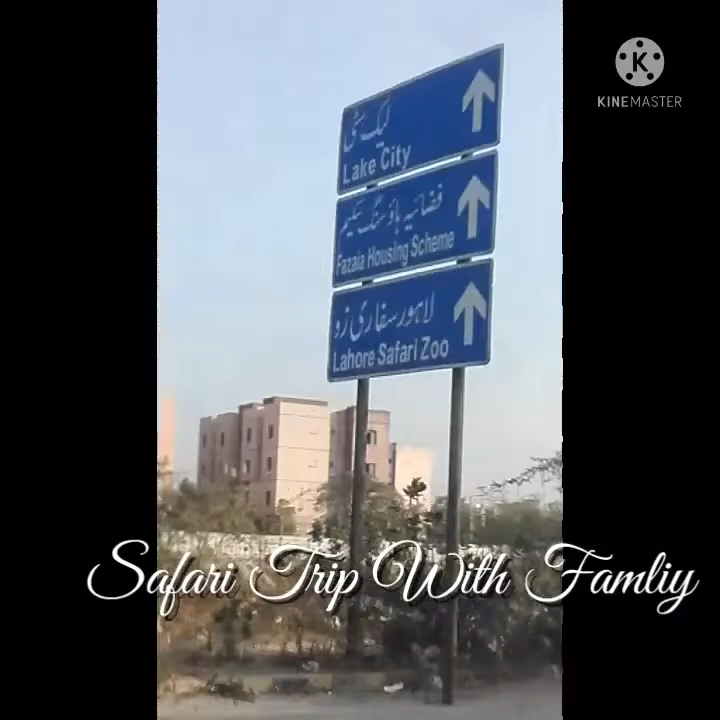 KINEMASTER
لیک سٹی
Lake City
فضائیہ ہاؤسنگ سکیم
Fazaia Housing Scheme
لاہور سفاری زو
Lahore Safari Zoo
Safari Trip With Famliy